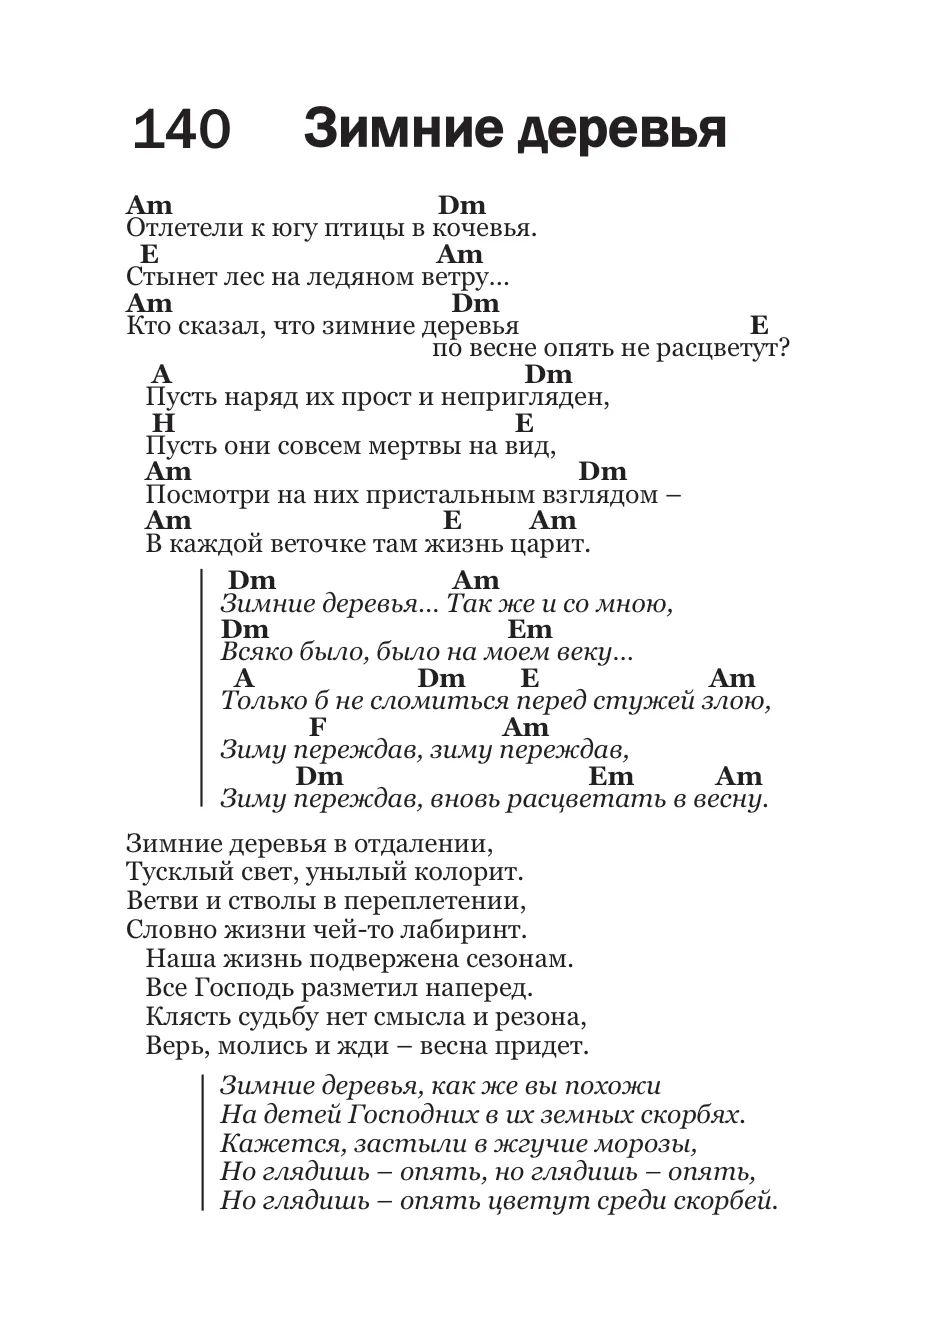 140 Зимние деревья
Am Dm
Отлетели к югу птицы в кочевья.
E Am
Стынет лес на ледяном ветру...
Am Dm
Кто сказал, что зимние деревья
E
по весне опять не расцветут?
A Dm
Пусть наряд их прост и непригляден,
H E
Пусть они совсем мертвы на вид,
Am Dm
Посмотри на них пристальным взглядом –
Am E Am
В каждой веточке там жизнь царит.
Dm Am
Зимние деревья... Так же и со мною,
Dm Em
Всяко было, было на моем веку...
A Dm E Am
Только б не сломиться перед стужей злою,
F Am
Зиму переждав, зиму переждав,
Dm Em Am
Зиму переждав, вновь расцветать в весну.
Зимние деревья в отдалении,
Тусклый свет, унылый колорит.
Ветви и стволы в переплетении,
Словно жизни чей-то лабиринт.
Наша жизнь подвержена сезонам.
Все Господь разметил наперед.
Клясть судьбу нет смысла и резона,
Верь, молись и жди – весна придет.
Зимние деревья, как же вы похожи
На детей Господних в их земных скорбях.
Кажется, застыли в жгучие морозы,
Но глядишь – опять, но глядишь – опять,
Но глядишь – опять цветут среди скорбей.